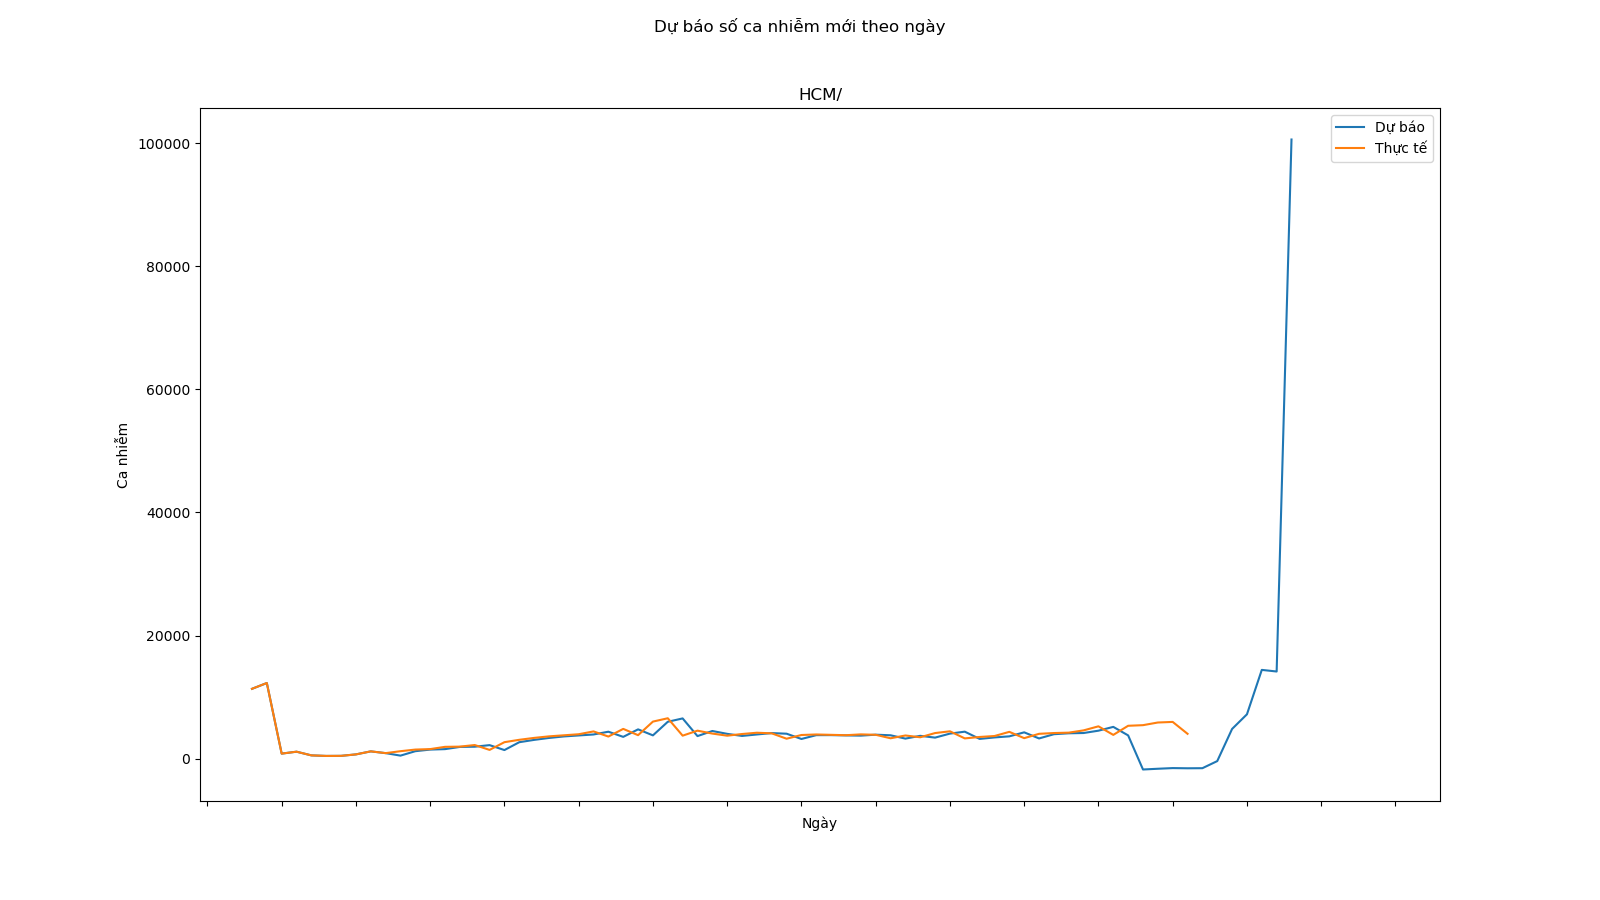 Dự báo số ca nhiễm mới theo ngày
HCM/
Dự báo
Thực tế
100000
80000
60000
40000
20000
0
Ca nhiễm
Ngày